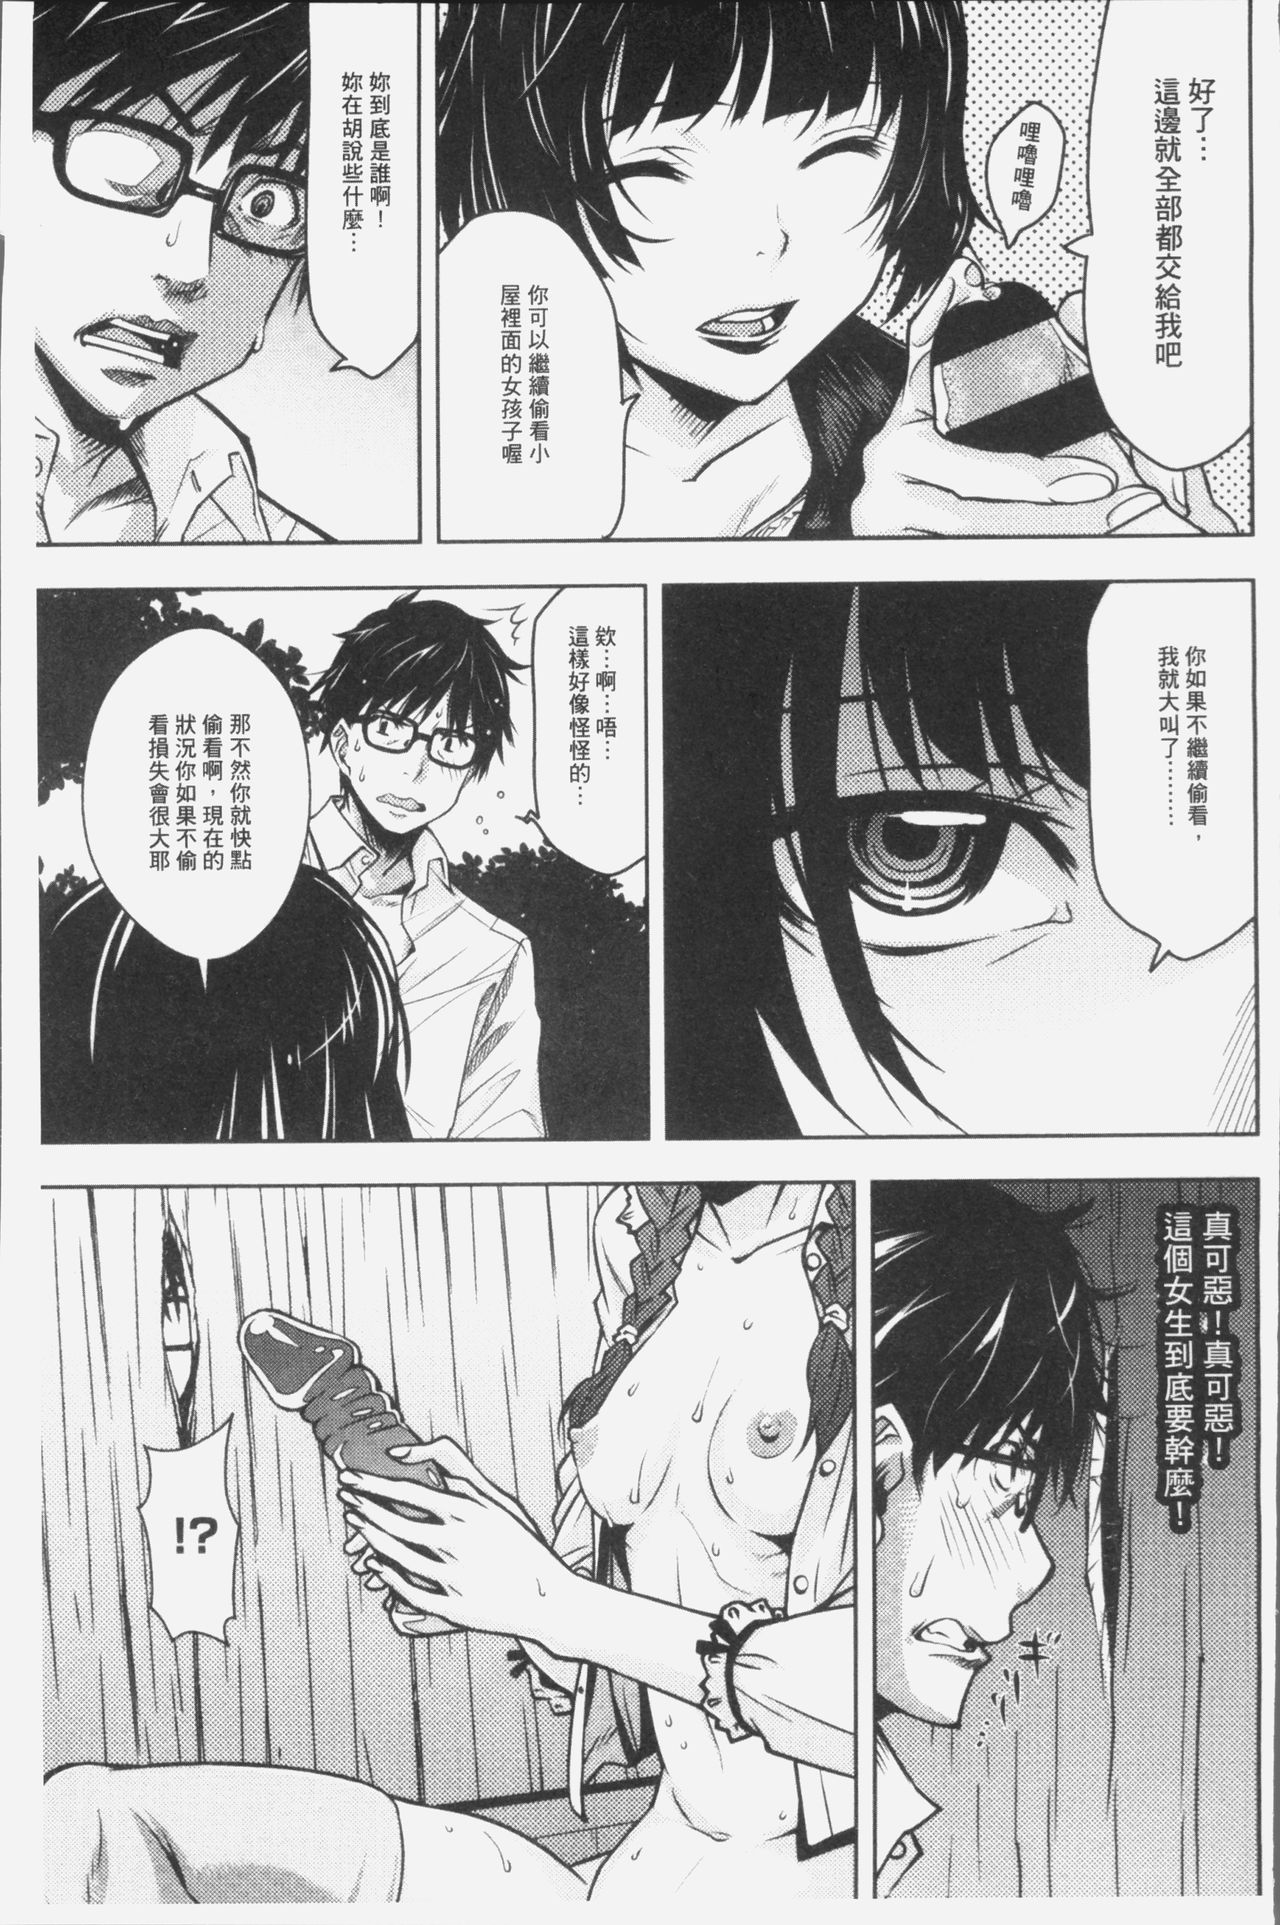 好了…
這邊就全部都交給我吧
哩嚕哩嚕
你可以繼續偷看小
屋裡面的女孩子喔
妳到底是誰啊！
妳在胡說些什麼…
你如果不繼續偷看，
我就大叫了………
欸…啊…唔…
這樣好像怪怪的…
那不然你就快點
偷看啊，現在的
狀況你如果不偷
看損失會很大耶
真可惡！真可惡！
這個女生到底要幹麼！
ギ
!?